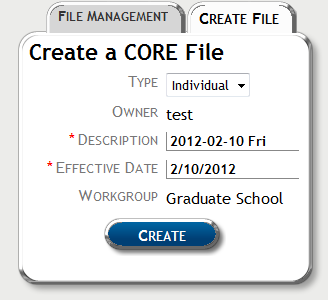 File Management Create File
Create a CORE File
Type Individual
Owner test
* Description 2012-02-10 Fri
* Effective Date 2/10/2012
Workgroup Graduate School
Create